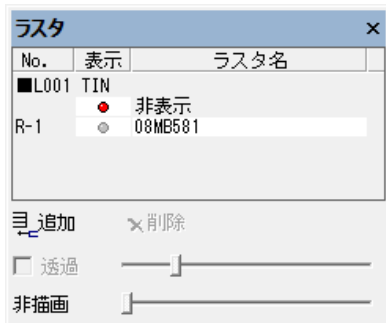 ラスタ ×
No. 表示 ラスタ名
■L001 TIN
非表示
R-1 08MB581
追加 ×削除
透過
非描画